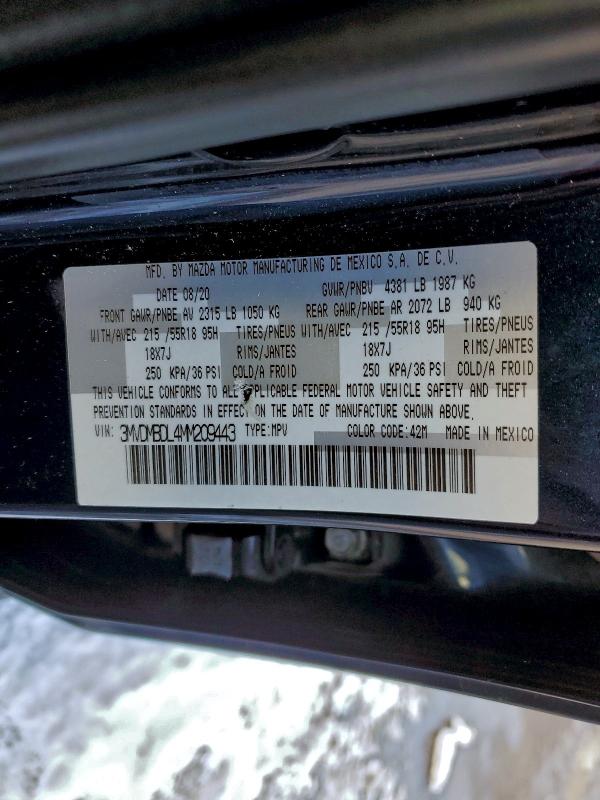 MFD. BY MAZDA MOTOR MANUFACTURING DE MEXICO S.A. DE C.V.
DATE 08/20 GVWR/PNBV 4381 LB 1987 KG
FRONT GAWR/PNBE AV 2315 LB 1050 KG REAR GAWR/PNBE AR 2072 LB 940 KG
WITH/AVEC 215 /55R18 95H TIRES/PNEUS WITH/AVEC 215 /55R18 95H TIRES/PNEUS
18X7J RIMS/JANTES 18X7J RIMS/JANTES
250 KPA/36 PSI COLD/A FROID 250 KPA/36 PSI COLD/A FROID
THIS VEHICLE CONFORMS TO ALL APPLICABLE FEDERAL MOTOR VEHICLE SAFETY AND THEFT
PREVENTION STANDARDS IN EFFECT ON THE DATE OF MANUFACTURE SHOWN ABOVE.
VIN: 3MVDMBDL4MM209443 TYPE:MPV COLOR CODE:42M MADE IN MEXICO